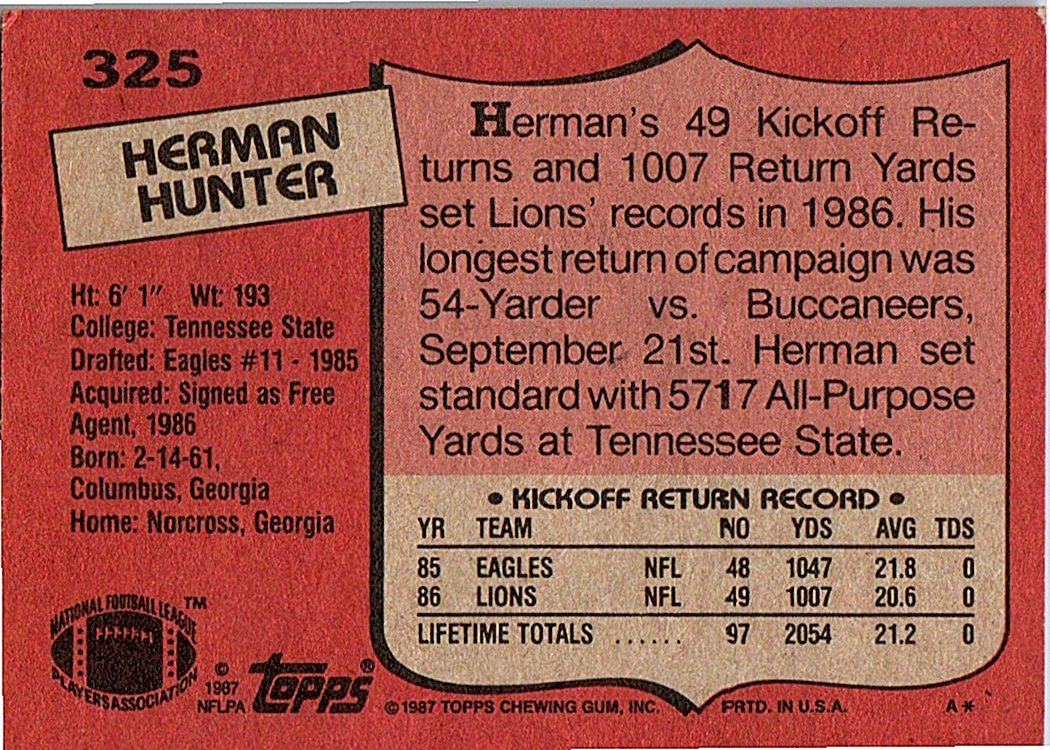 325
HERMAN
HUNTER
Ht: 6' 1" Wt: 193
College: Tennessee State
Drafted: Eagles #11 - 1985
Acquired: Signed as Free
Agent, 1986
Born: 2-14-61,
Columbus, Georgia
Home: Norcross, Georgia
Herman's 49 Kickoff Re-
turns and 1007 Return Yards
set Lions' records in 1986. His
longest return of campaign was
54-Yarder vs. Buccaneers,
September 21st. Herman set
standard with 5717 All-Purpose
Yards at Tennessee State.
• KICKOFF RETURN RECORD •
YR TEAM NO YDS AVG TDS
85 EAGLES NFL 48 1047 21.8 0
86 LIONS NFL 49 1007 20.6 0
LIFETIME TOTALS ...... 97 2054 21.2 0
NATIONAL FOOTBALL LEAGUE ™
PLAYERS ASSOCIATION
©
1987
NFLPA
topps®
© 1987 TOPPS CHEWING GUM, INC. PRTD. IN U.S.A. A*